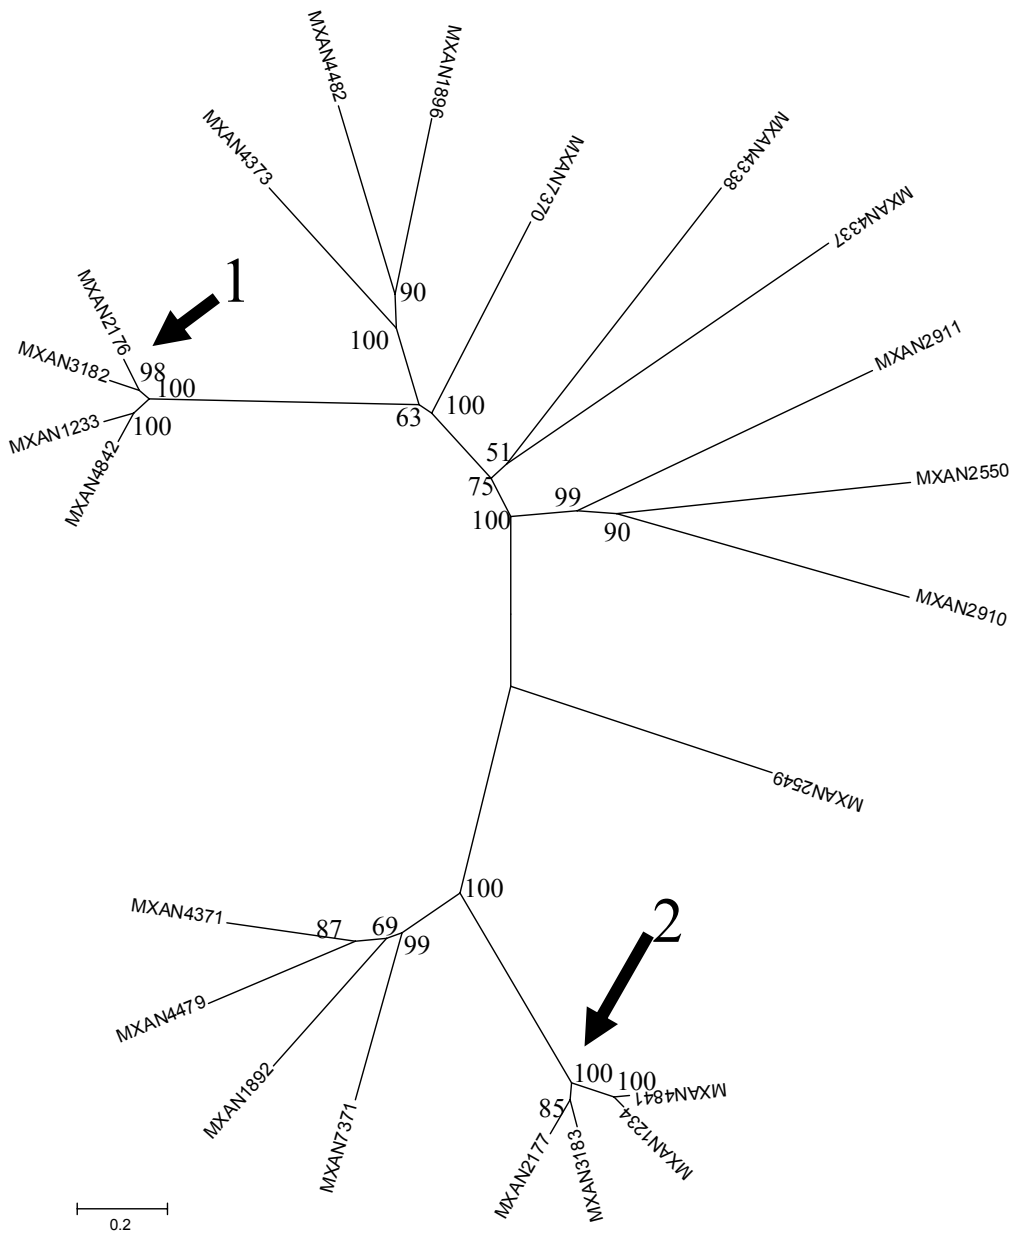 MXAN4482
MXAN1896
MXAN4373
MXAN7370
MXAN4338
MXAN4337
1
MXAN2176
90
100
MXAN2911
MXAN3182
98
100
63
100
MXAN1233
100
51
MXAN4842
75
99
MXAN2550
100
90
MXAN2910
MXAN2549
100
MXAN4371
87
69
99
2
MXAN4479
MXAN1892
MXAN7371
100
100
MXAN4841
85
MXAN1234
MXAN2177
MXAN3183
0.2